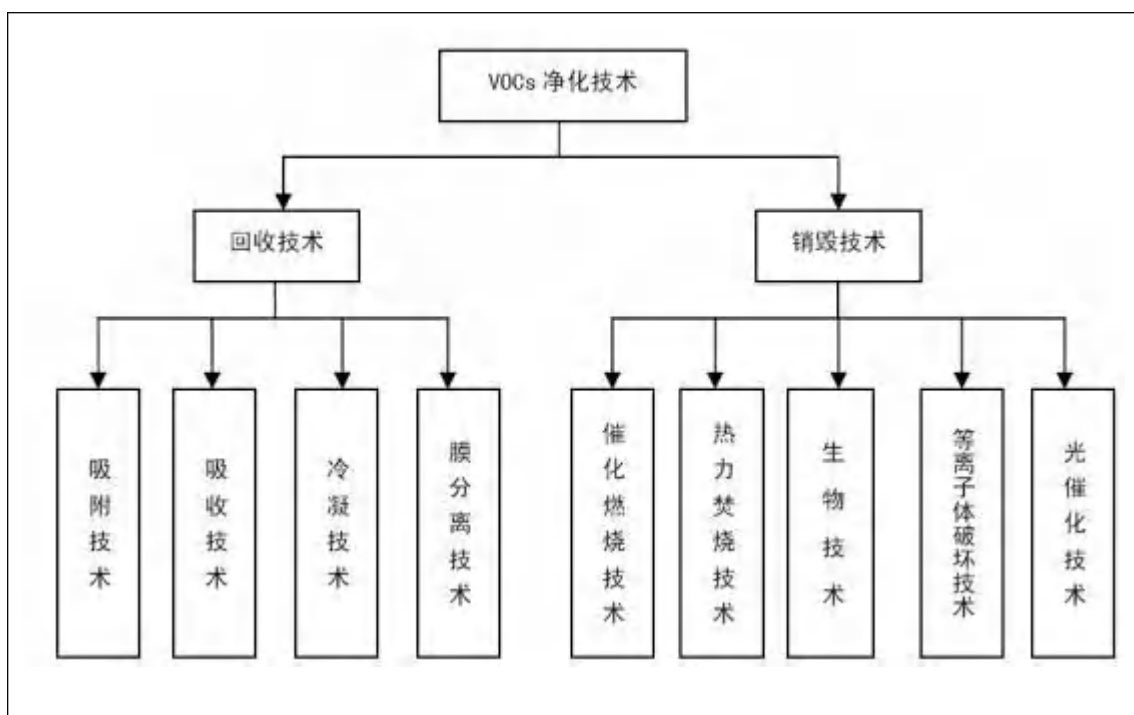 VOCs 净化技术
回收技术
销毁技术
吸附技术
吸收技术
冷凝技术
膜分离技术
催化燃烧技术
热力焚烧技术
生物技术
等离子体破坏技术
光催化技术